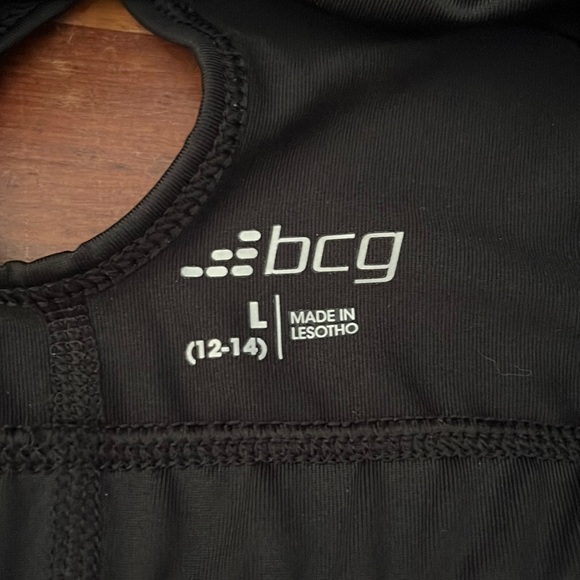 bcg
L
(12-14)
MADE IN
LESOTHO